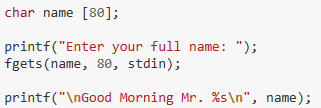 char name [80];
printf("Enter your full name: ");
fgets(name, 80, stdin);
printf("\nGood Morning Mr. %s\n", name);